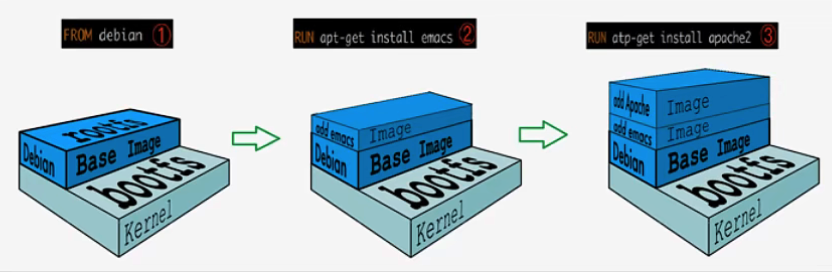 FROM debian ①
RUN apt-get install emacs ②
RUN atp-get install apache2 ③
rootfs
Debian
Base Image
bootfs
Kernel
add emacs
Image
Debian
Base Image
bootfs
Kernel
add Apache
Image
add emacs
Image
Debian
Base Image
bootfs
Kernel